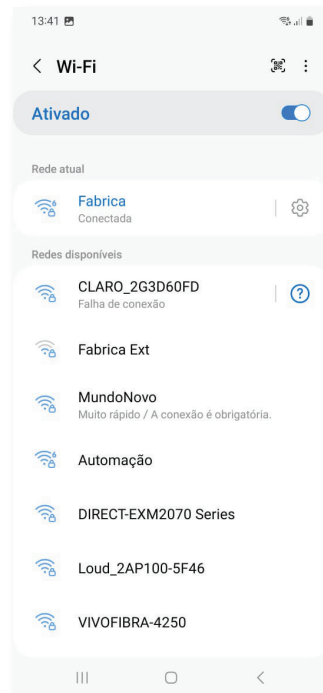 13:41
Wi-Fi
Ativado
Rede atual
Fabrica
Conectada
Redes disponíveis
CLARO_2G3D60FD
Falha de conexão
Fabrica Ext
MundoNovo
Muito rápido / A conexão é obrigatória.
Automação
DIRECT-EXM2070 Series
Loud_2AP100-5F46
VIVOFIBRA-4250